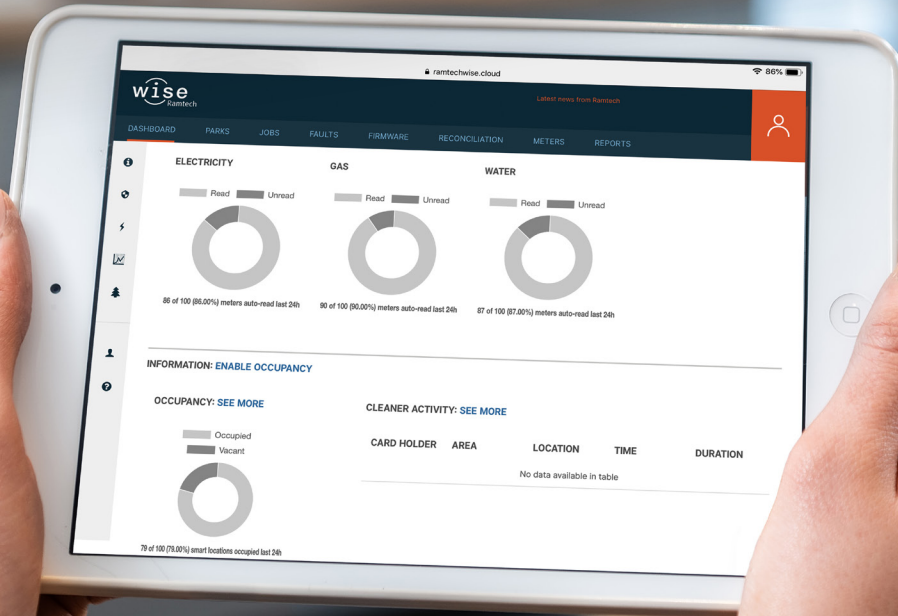 ramtechwise.cloud
86%
wise
Ramtech
Latest news from Ramtech
DASHBOARD PARKS JOBS FAULTS FIRMWARE RECONCILIATION METERS REPORTS
ELECTRICITY
Read Unread
86 of 100 (86.00%) meters auto-read last 24h
GAS
Read Unread
90 of 100 (90.00%) meters auto-read last 24h
WATER
Read Unread
87 of 100 (87.00%) meters auto-read last 24h
INFORMATION: ENABLE OCCUPANCY
OCCUPANCY: SEE MORE
Occupied
Vacant
79 of 100 (79.00%) smart locations occupied last 24h
CLEANER ACTIVITY: SEE MORE
CARD HOLDER AREA LOCATION TIME DURATION
No data available in table